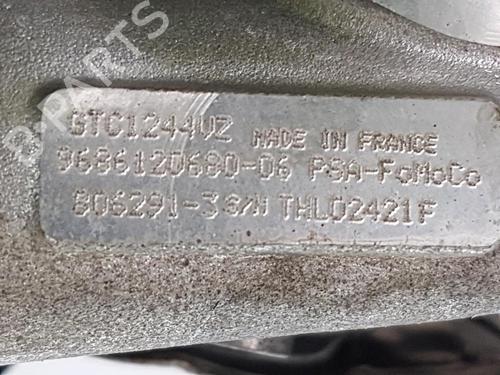 B-PARTS
GTC1244VZ MADE IN FRANCE
9686120680-06 PSA-FoMoCo
806291-3 S/N THL02421F